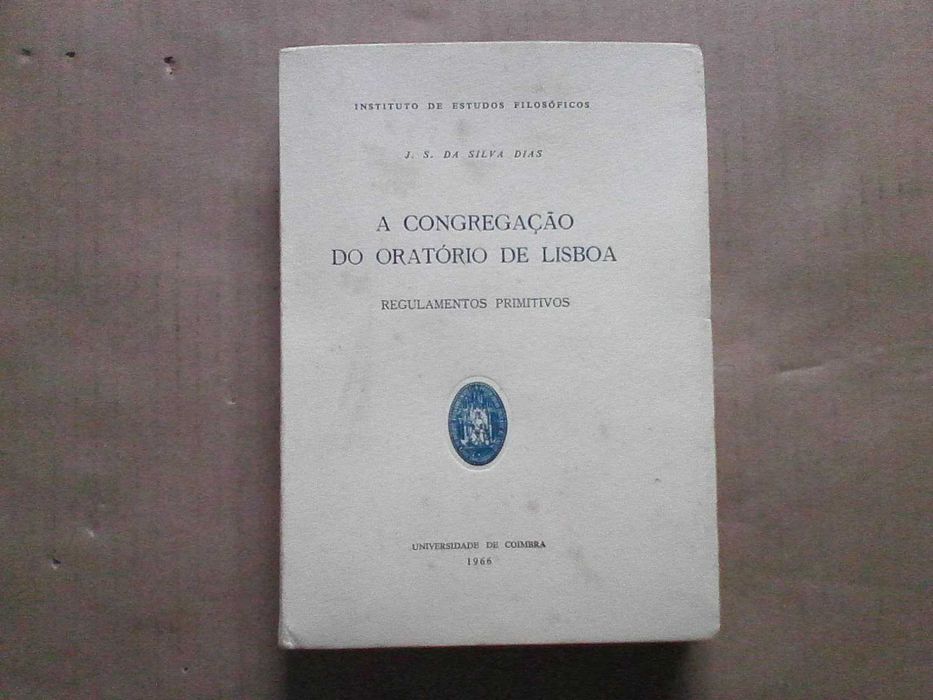 INSTITUTO DE ESTUDOS FILOSÓFICOS
J. S. DA SILVA DIAS
A CONGREGAÇÃO
DO ORATÓRIO DE LISBOA
REGULAMENTOS PRIMITIVOS
UNIVERSIDADE DE COIMBRA
1966